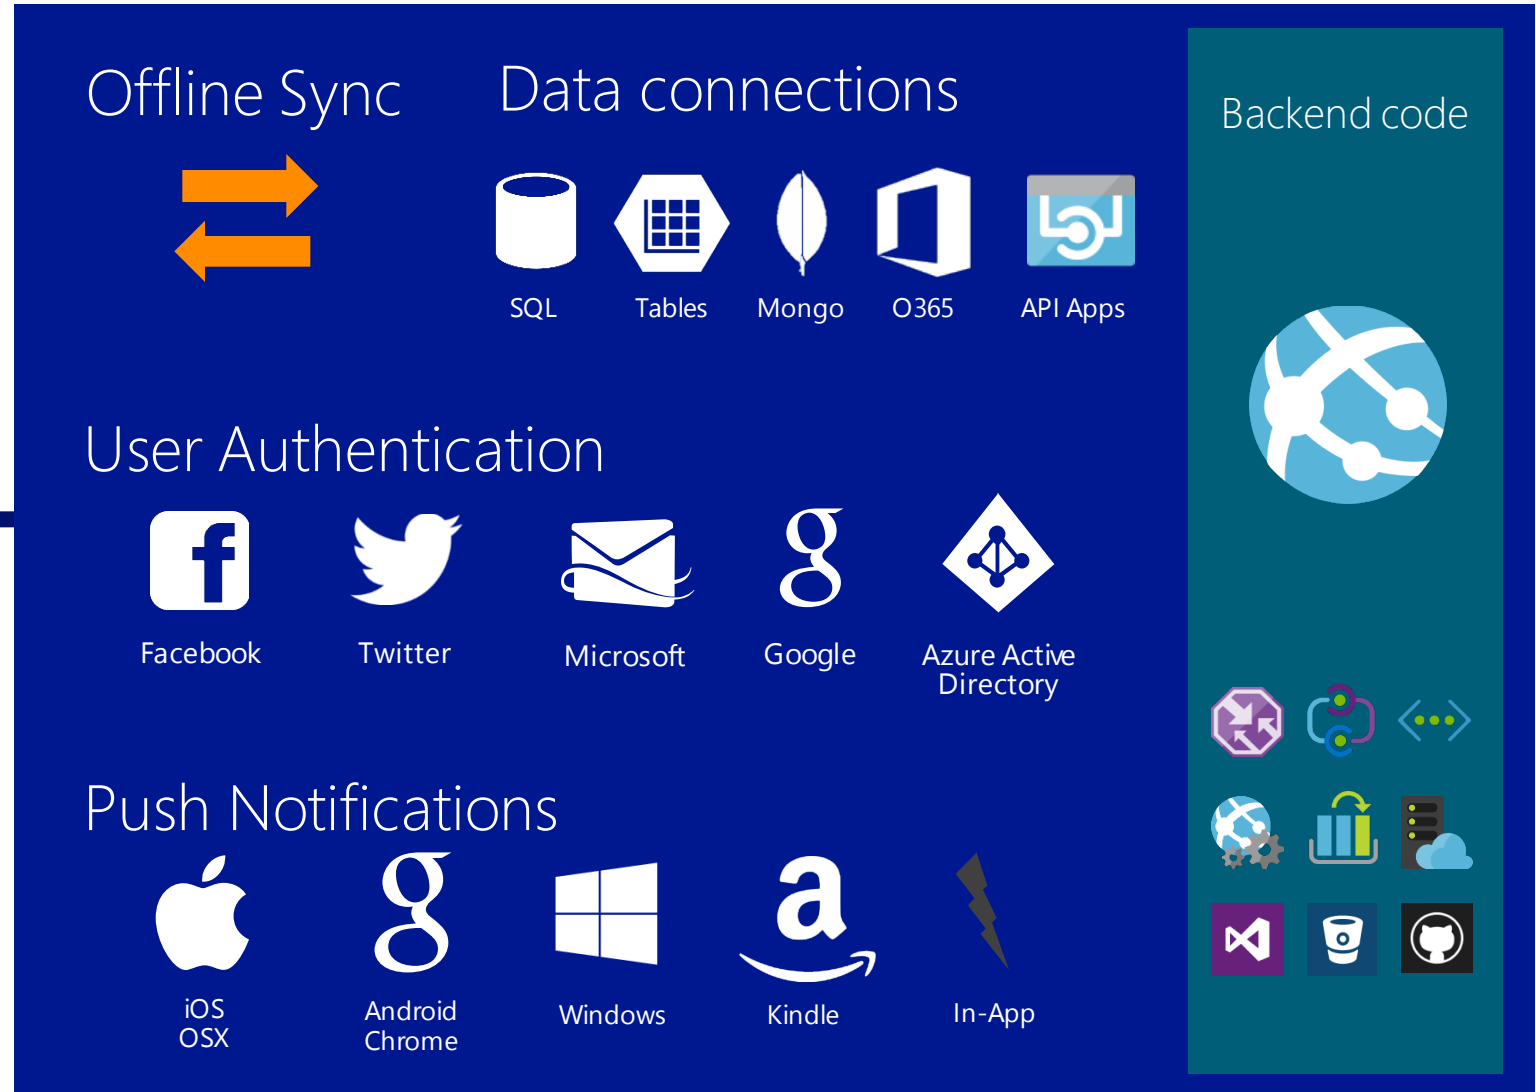 Offline Sync
Data connections
Backend code
SQL
Tables
Mongo
O365
API Apps
User Authentication
Facebook
Twitter
Microsoft
Google
Azure Active
Directory
Push Notifications
iOS
OSX
Android
Chrome
Windows
Kindle
In-App